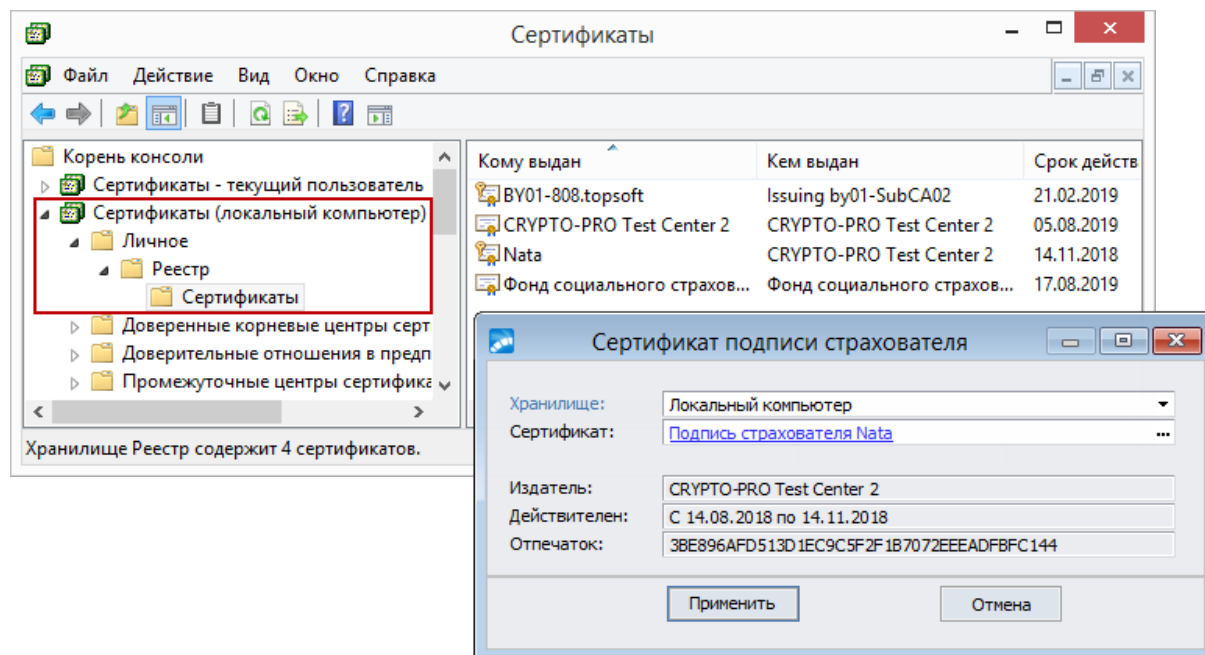 Сертификаты
Файл Действие Вид Окно Справка
Корень консоли
Сертификаты - текущий пользователь
Сертификаты (локальный компьютер)
Личное
Реестр
Сертификаты
Доверенные корневые центры серт
Доверительные отношения в предп
Промежуточные центры сертифика
Кому выдан Кем выдан Срок действ
BY01-808.topsoft Issuing by01-SubCA02 21.02.2019
CRYPTO-PRO Test Center 2 CRYPTO-PRO Test Center 2 05.08.2019
Nata CRYPTO-PRO Test Center 2 14.11.2018
Фонд социального страхов... Фонд социального страхов... 17.08.2019
Хранилище Реестр содержит 4 сертификатов.
Сертификат подписи страхователя
Хранилище: Локальный компьютер
Сертификат: Подпись страхователя Nata ...
Издатель: CRYPTO-PRO Test Center 2
Действителен: С 14.08.2018 по 14.11.2018
Отпечаток: 3BE896AFD513D1EC9C5F2F1B7072EEEADFBFC144
Применить Отмена